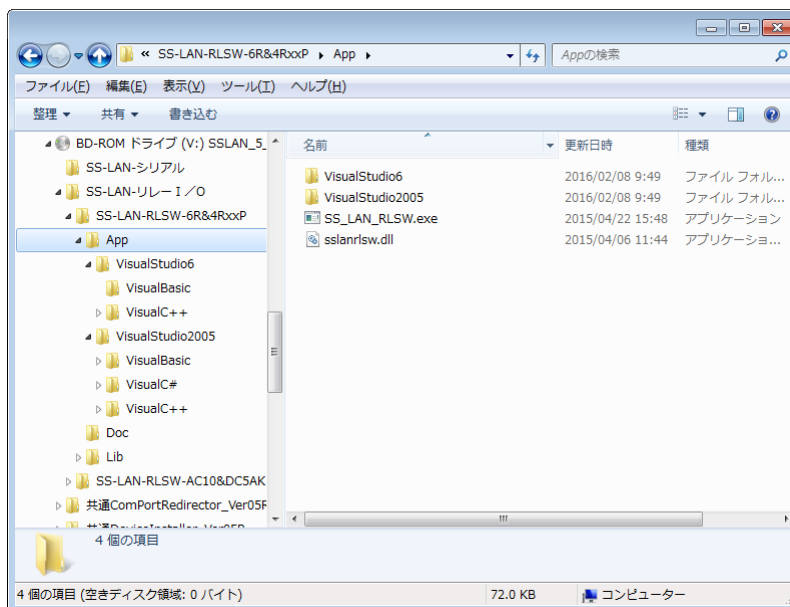 « SS-LAN-RLSW-6R&4RxxP ▸ App ▸
Appの検索
ファイル(F) 編集(E) 表示(V) ツール(T) ヘルプ(H)
整理 ▼ 共有 ▼ 書き込む
BD-ROM ドライブ (V:) SSLAN_5_
SS-LAN-シリアル
SS-LAN-リレーＩ／Ｏ
SS-LAN-RLSW-6R&4RxxP
App
VisualStudio6
VisualBasic
VisualC++
VisualStudio2005
VisualBasic
VisualC#
VisualC++
Doc
Lib
SS-LAN-RLSW-AC10&DC5AK
共通ComPortRedirector_Ver05F
名前 更新日時 種類
VisualStudio6 2016/02/08 9:49 ファイル フォル...
VisualStudio2005 2016/02/08 9:49 ファイル フォル...
SS_LAN_RLSW.exe 2015/04/22 15:48 アプリケーション
sslanrlsw.dll 2015/04/06 11:44 アプリケーショ...
4 個の項目
4 個の項目 (空きディスク領域: 0 バイト) 72.0 KB コンピューター